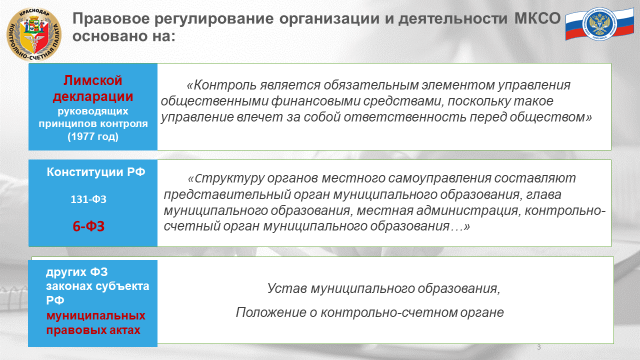 КРАСНОДАР
КОНТРОЛЬНО-СЧЕТНАЯ ПАЛАТА
Правовое регулирование организации и деятельности МКСО
основано на:
Лимской
декларации
руководящих
принципов контроля
(1977 год)
«Контроль является обязательным элементом управления
общественными финансовыми средствами, поскольку такое
управление влечет за собой ответственность перед обществом»
Конституции РФ
131-ФЗ
6-ФЗ
«Структуру органов местного самоуправления составляют
представительный орган муниципального образования, глава
муниципального образования, местная администрация, контрольно-
счетный орган муниципального образования…»
других ФЗ
законах субъекта
РФ
муниципальных
правовых актах
Устав муниципального образования,
Положение о контрольно-счетном органе
5